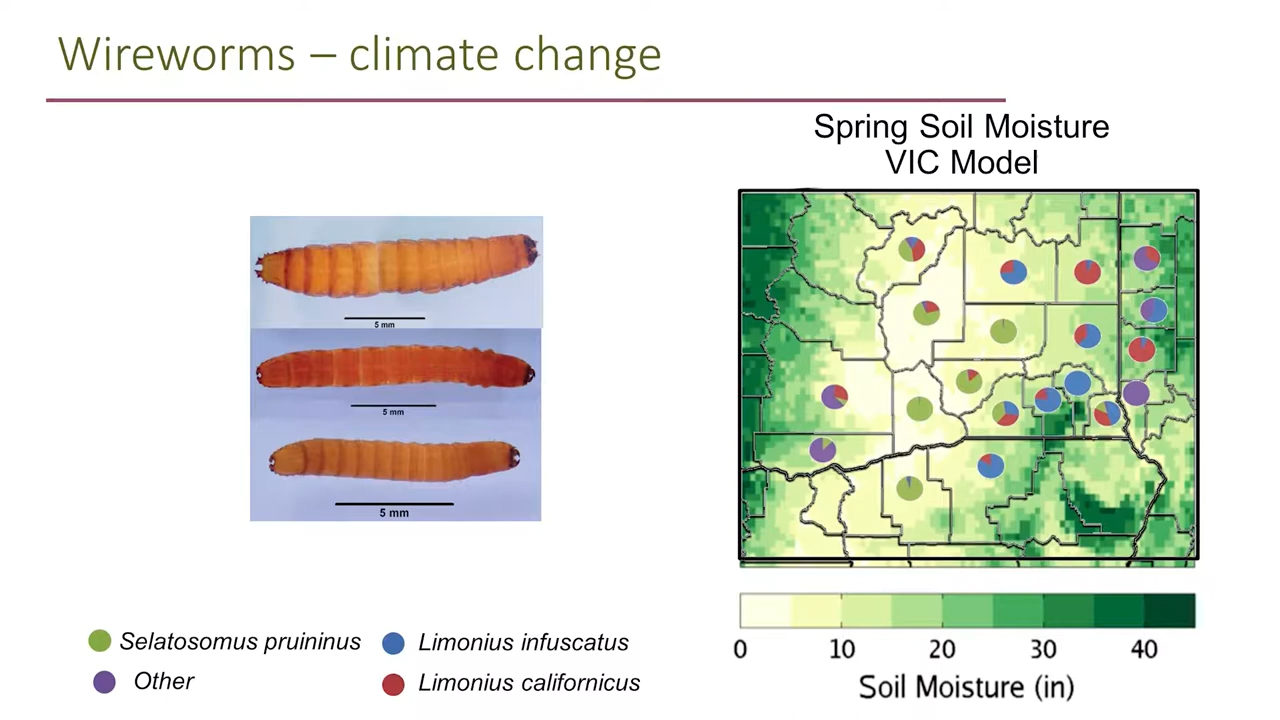 Wireworms – climate change
Spring Soil Moisture
VIC Model
5 mm
5 mm
5 mm
Selatosomus pruininus
Limonius infuscatus
Other
Limonius californicus
0 10 20 30 40
Soil Moisture (in)